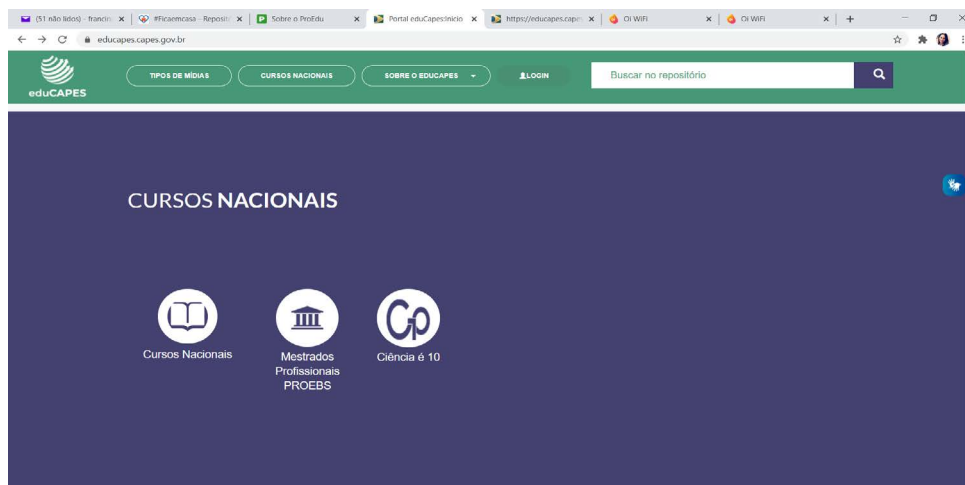 (51 não lidos) - francin
#Ficaemcasa - Reposit
Sobre o ProEdu
Portal eduCapes:Início
https://educapes.capes
Oi WiFi
Oi WiFi
educapes.capes.gov.br
eduCAPES
TIPOS DE MÍDIAS
CURSOS NACIONAIS
SOBRE O EDUCAPES
LOGIN
Buscar no repositório
CURSOS NACIONAIS
Cursos Nacionais
Mestrados
Profissionais
PROEBS
Ciência é 10